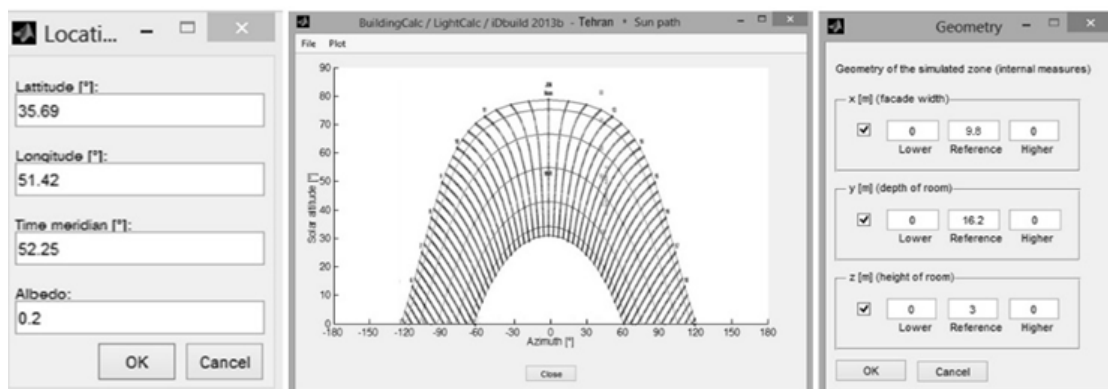 Locati...
Lattitude [°]:
35.69
Longitude [°]:
51.42
Time meridian [°]:
52.25
Albedo:
0.2
OK
Cancel
BuildingCalc / LightCalc / iDbuild 2013b - Tehran * Sun path
File Plot
Solar altitude [°]
90
80
70
60
50
40
30
20
10
0
-180 -150 -120 -90 -60 -30 0 30 60 90 120 150 180
Azimuth [°]
Close
Geometry
Geometry of the simulated zone (internal measures)
x [m] (facade width)
0 9.8 0
Lower Reference Higher
y [m] (depth of room)
0 16.2 0
Lower Reference Higher
z [m] (height of room)
0 3 0
Lower Reference Higher
OK Cancel